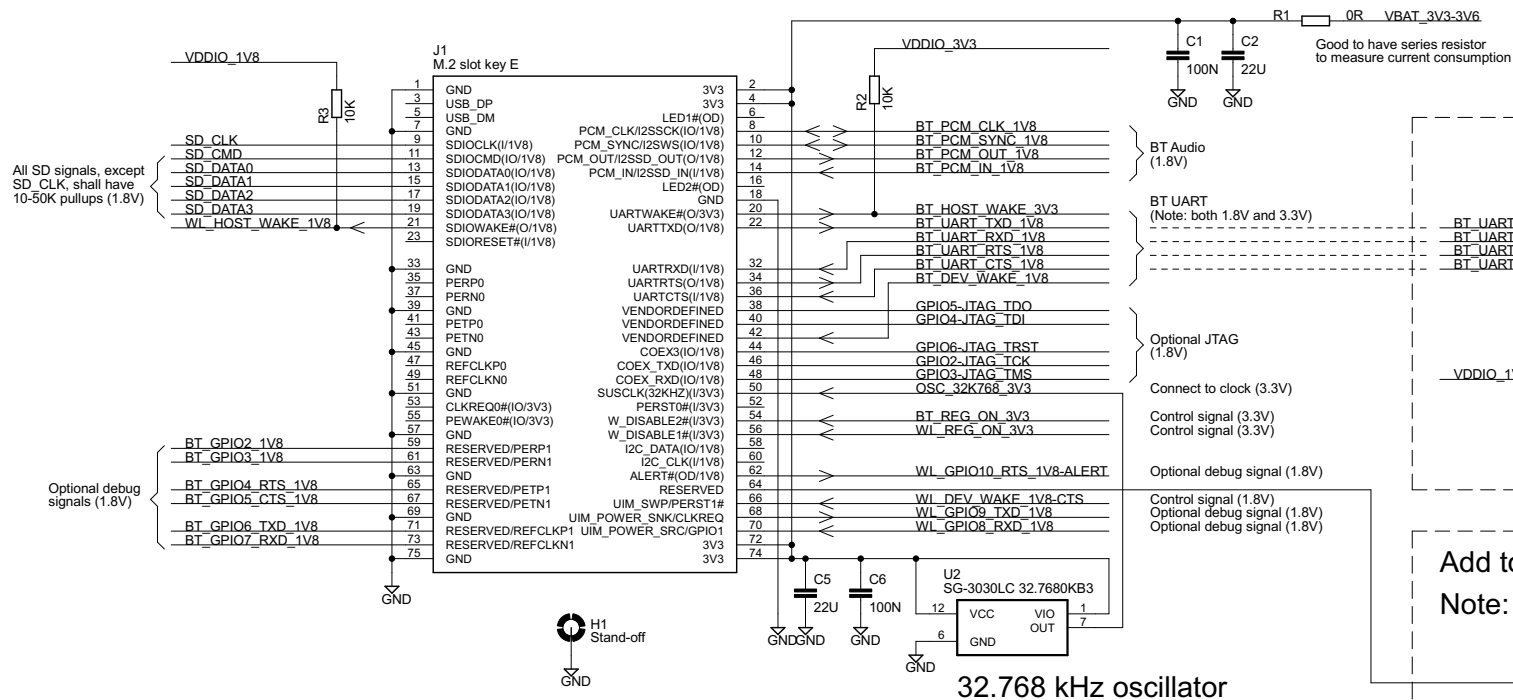 R1 0R VBAT_3V3-3V6
Good to have series resistor
to measure current consumption
C1
100N
C2
22U
GND
GND
VDDIO_1V8
R3
10K
VDDIO_3V3
R2
10K
J1
M.2 slot key E
1 GND
3 USB_DP
5 USB_DM
7 GND
9 SDIOCLK(I/1V8)
11 SDIOCMD(IO/1V8)
13 SDIODATA0(IO/1V8)
15 SDIODATA1(IO/1V8)
17 SDIODATA2(IO/1V8)
19 SDIODATA3(IO/1V8)
21 SDIOWAKE#(O/1V8)
23 SDIORESET#(I/1V8)
33 GND
35 PERP0
37 PERN0
39 GND
41 PETP0
43 PETN0
45 GND
47 REFCLKP0
49 REFCLKN0
51 GND
53 CLKREQ0#(IO/3V3)
55 PEWAKE0#(IO/3V3)
57 GND
59 RESERVED/PERP1
61 RESERVED/PERN1
63 GND
65 RESERVED/PETP1
67 RESERVED/PETN1
69 GND
71 RESERVED/REFCLKP1
73 RESERVED/REFCLKN1
75 GND
3V3 2
3V3 4
LED1#(OD) 6
PCM_CLK/I2SSCK(IO/1V8) 8
PCM_SYNC/I2SWS(IO/1V8) 10
PCM_OUT/I2SSD_OUT(O/1V8) 12
PCM_IN/I2SSD_IN(I/1V8) 14
LED2#(OD) 16
GND 18
UARTWAKE#(O/3V3) 20
UARTTXD(O/1V8) 22
UARTRXD(I/1V8) 32
UARTRTS(O/1V8) 34
UARTCTS(I/1V8) 36
VENDORDEFINED 38
VENDORDEFINED 40
VENDORDEFINED 42
COEX3(IO/1V8) 44
COEX_TXD(IO/1V8) 46
COEX_RXD(IO/1V8) 48
SUSCLK(32KHZ)(I/3V3) 50
PERST0#(I/3V3) 52
W_DISABLE2#(I/3V3) 54
W_DISABLE1#(I/3V3) 56
I2C_DATA(IO/1V8) 58
I2C_CLK(I/1V8) 60
ALERT#(OD/1V8) 62
RESERVED 64
UIM_SWP/PERST1# 66
UIM_POWER_SNK/CLKREQ 68
UIM_POWER_SRC/GPIO1 70
3V3 72
3V3 74
All SD signals, except
SD_CLK, shall have
10-50K pullups (1.8V)
SD_CLK
SD_CMD
SD_DATA0
SD_DATA1
SD_DATA2
SD_DATA3
WL_HOST_WAKE_1V8
Optional debug
signals (1.8V)
BT_GPIO2_1V8
BT_GPIO3_1V8
BT_GPIO4_RTS_1V8
BT_GPIO5_CTS_1V8
BT_GPIO6_TXD_1V8
BT_GPIO7_RXD_1V8
GND
BT_PCM_CLK_1V8
BT_PCM_SYNC_1V8
BT_PCM_OUT_1V8
BT_PCM_IN_1V8
BT Audio
(1.8V)
BT_HOST_WAKE_3V3
BT_UART_TXD_1V8
BT_UART_RXD_1V8
BT_UART_RTS_1V8
BT_UART_CTS_1V8
BT_DEV_WAKE_1V8
BT UART
(Note: both 1.8V and 3.3V)
BT_UART
BT_UART
BT_UART
BT_UART
GPIO5-JTAG_TDO
GPIO4-JTAG_TDI
GPIO6-JTAG_TRST
GPIO2-JTAG_TCK
GPIO3-JTAG_TMS
Optional JTAG
(1.8V)
OSC_32K768_3V3 Connect to clock (3.3V)
BT_REG_ON_3V3 Control signal (3.3V)
WL_REG_ON_3V3 Control signal (3.3V)
WL_GPIO10_RTS_1V8-ALERT Optional debug signal (1.8V)
WL_DEV_WAKE_1V8-CTS Control signal (1.8V)
WL_GPIO9_TXD_1V8 Optional debug signal (1.8V)
WL_GPIO8_RXD_1V8 Optional debug signal (1.8V)
Add to
Note:
H1
Stand-off
GND
C5
22U
C6
100N
GND
GND
GND
U2
SG-3030LC 32.7680KB3
12 VCC VIO 1
OUT 7
6 GND
GND
32.768 kHz oscillator